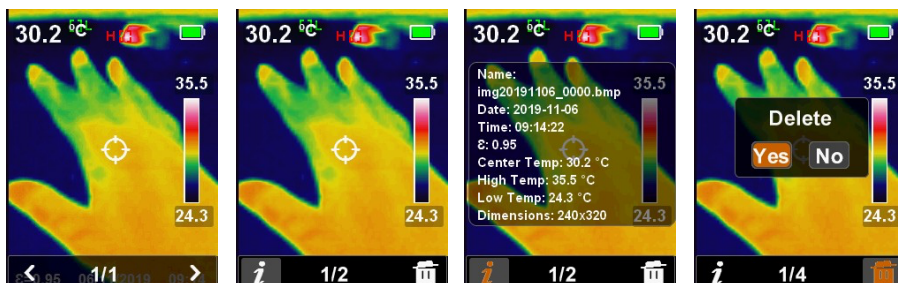 30.2 °C
H
35.5
24.3
1/1
30.2 °C
H
35.5
24.3
i
1/2
30.2 °C
H
35.5
Name:
img20191106_0000.bmp
Date: 2019-11-06
Time: 09:14:22
ε: 0.95
Center Temp: 30.2 °C
High Temp: 35.5 °C
Low Temp: 24.3 °C
Dimensions: 240x320
24.3
i
1/2
30.2 °C
H
35.5
Delete
Yes
No
24.3
i
1/4